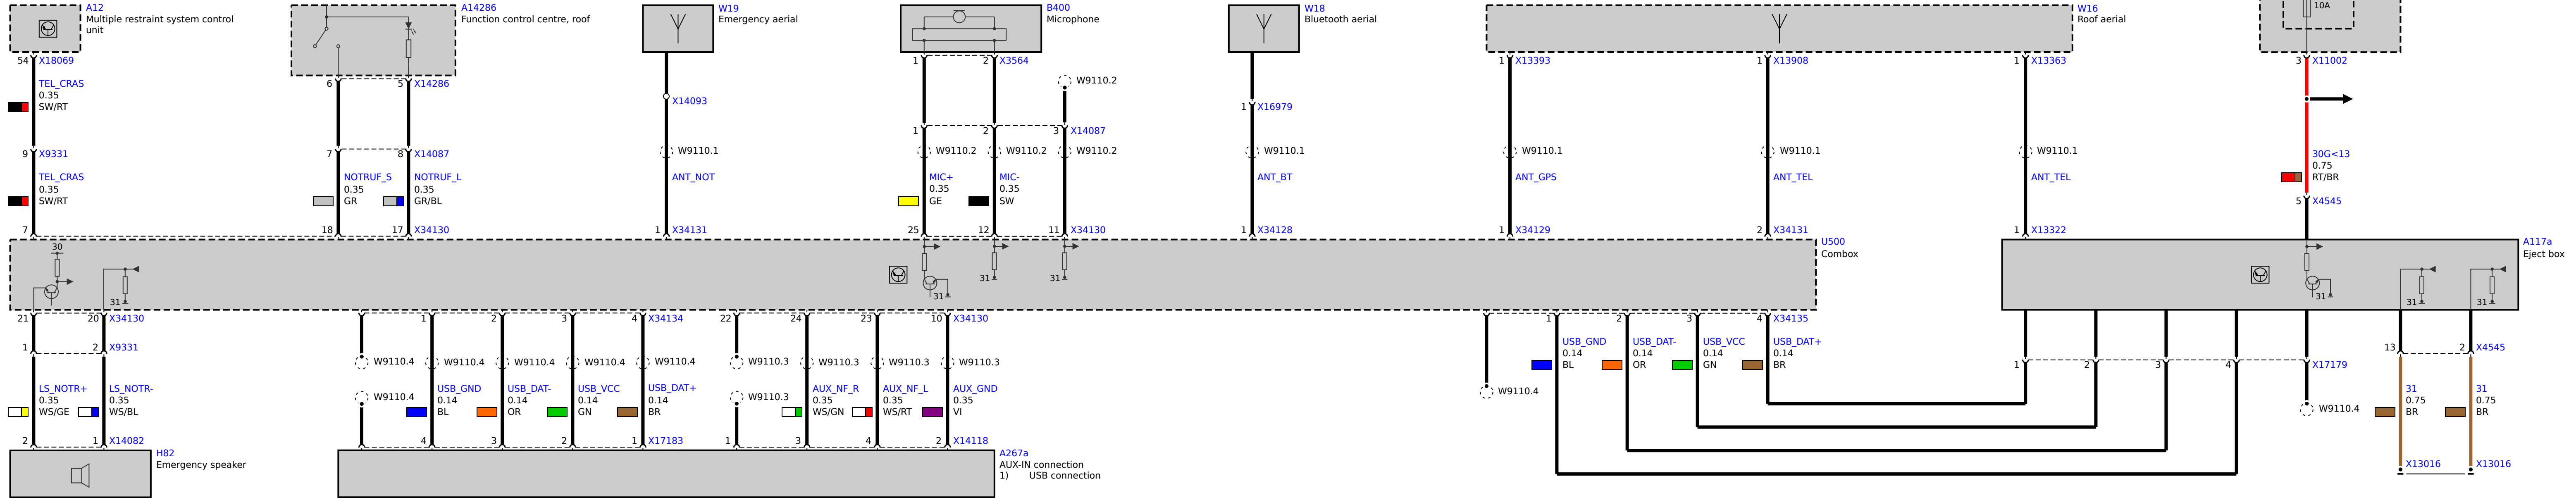 A12
Multiple restraint system control
unit
A14286
Function control centre, roof
W19
Emergency aerial
B400
Microphone
W18
Bluetooth aerial
W16
Roof aerial
10A
54 X18069
TEL_CRAS
0.35
SW/RT
6 5 X14286
X14093
1 2 X3564
W9110.2
1 X16979
1 X13393
1 X13908
1 X13363
3 X11002
9 X9331
7 8 X14087
W9110.1
1 2 3 X14087
W9110.2 W9110.2 W9110.2
W9110.1
W9110.1
W9110.1
W9110.1
30G<13
0.75
RT/BR
TEL_CRAS
0.35
SW/RT
NOTRUF_S
0.35
GR
NOTRUF_L
0.35
GR/BL
ANT_NOT
MIC+
0.35
GE
MIC-
0.35
SW
ANT_BT
ANT_GPS
ANT_TEL
ANT_TEL
5 X4545
7 18 17 X34130
1 X34131
25 12 11 X34130
1 X34128
1 X34129
2 X34131
1 X13322
30
31
31
31
31
U500
Combox
31
31
31
A117a
Eject box
21 20 X34130
1 2 3 4 X34134
22 24 23 10 X34130
1 2 3 4 X34135
1 2 X9331
W9110.4 W9110.4 W9110.4 W9110.4 W9110.4
W9110.3 W9110.3 W9110.3 W9110.3
USB_GND
0.14
BL
USB_DAT-
0.14
OR
USB_VCC
0.14
GN
USB_DAT+
0.14
BR
13 2 X4545
1 2 3 4 X17179
LS_NOTR+
0.35
WS/GE
LS_NOTR-
0.35
WS/BL
W9110.4
USB_GND
0.14
BL
USB_DAT-
0.14
OR
USB_VCC
0.14
GN
USB_DAT+
0.14
BR
W9110.3
AUX_NF_R
0.35
WS/GN
AUX_NF_L
0.35
WS/RT
AUX_GND
0.35
VI
W9110.4
W9110.4
31
0.75
BR
31
0.75
BR
2 1 X14082
4 3 2 1 X17183
1 3 4 2 X14118
X13016 X13016
H82
Emergency speaker
A267a
AUX-IN connection
1) USB connection